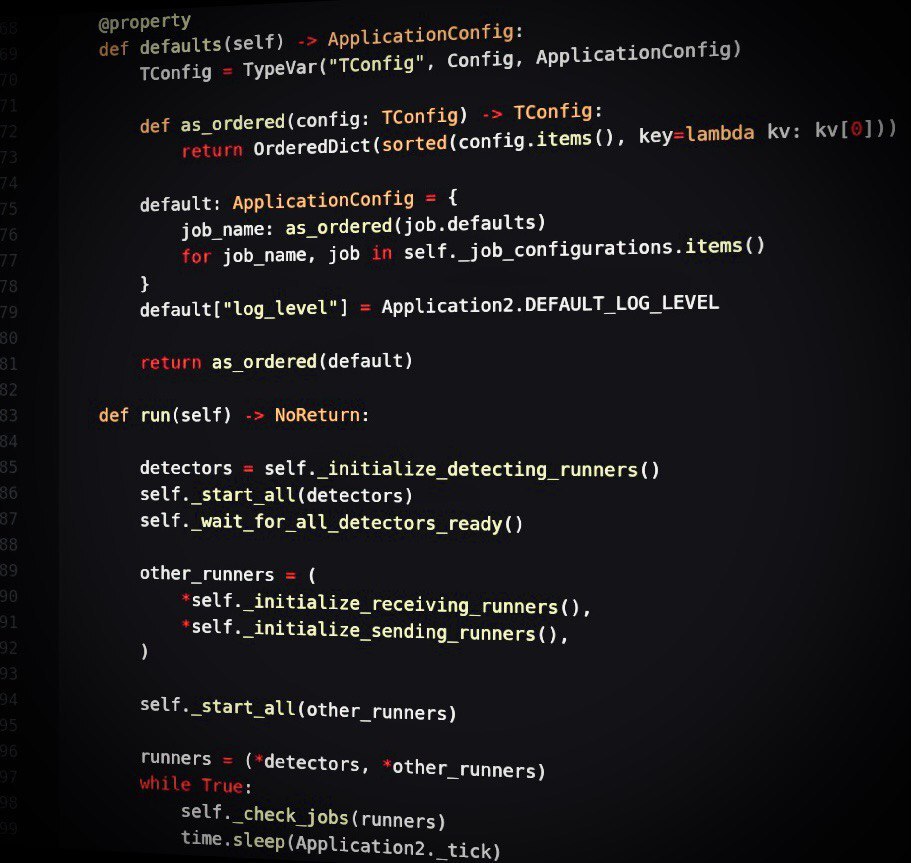 68 @property
69 def defaults(self) -> ApplicationConfig:
70 TConfig = TypeVar("TConfig", Config, ApplicationConfig)
71
72 def as_ordered(config: TConfig) -> TConfig:
73 return OrderedDict(sorted(config.items(), key=lambda kv: kv[0]))
74
75 default: ApplicationConfig = {
76 job_name: as_ordered(job.defaults)
77 for job_name, job in self._job_configurations.items()
78 }
79 default["log_level"] = Application2.DEFAULT_LOG_LEVEL
80
81 return as_ordered(default)
82
83 def run(self) -> NoReturn:
84
85 detectors = self._initialize_detecting_runners()
86 self._start_all(detectors)
87 self._wait_for_all_detectors_ready()
88
89 other_runners = (
90 *self._initialize_receiving_runners(),
91 *self._initialize_sending_runners(),
92 )
93
94 self._start_all(other_runners)
95
96 runners = (*detectors, *other_runners)
97 while True:
98 self._check_jobs(runners)
99 time.sleep(Application2._tick)